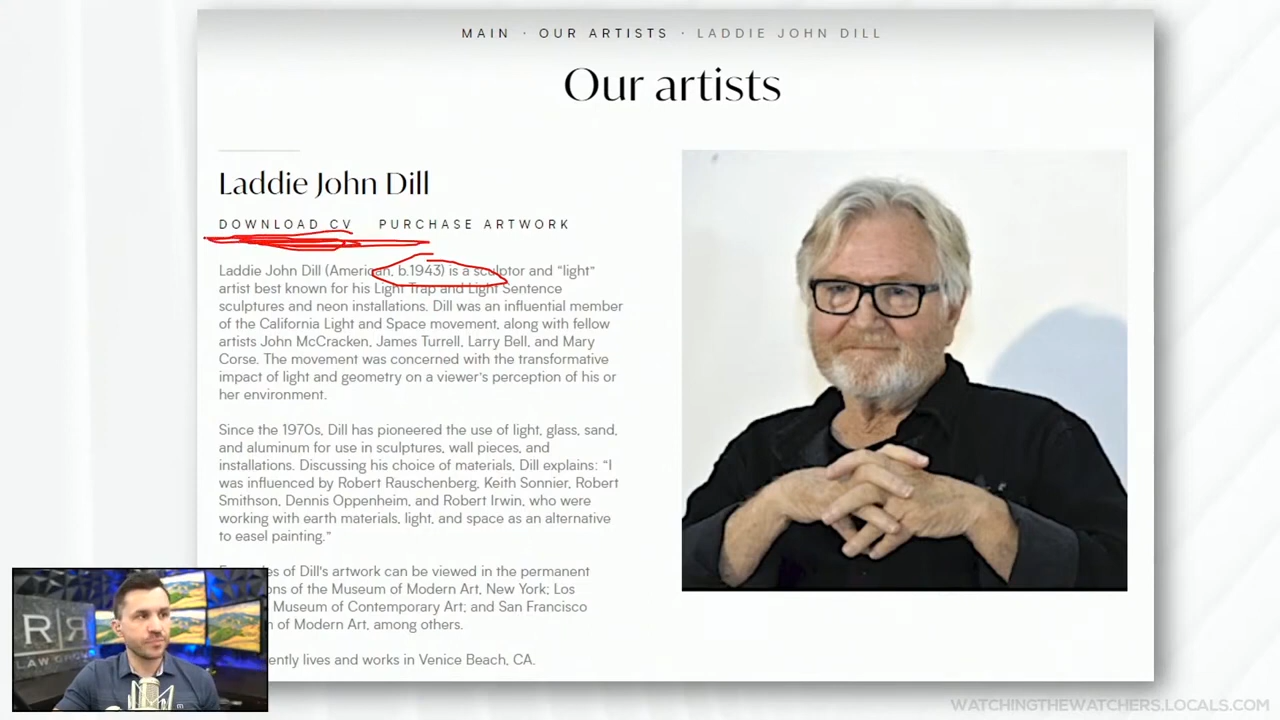 MAIN · OUR ARTISTS · LADDIE JOHN DILL
Our artists
Laddie John Dill
DOWNLOAD CV PURCHASE ARTWORK
Laddie John Dill (American, b.1943) is a sculptor and "light"
artist best known for his Light Trap and Light Sentence
sculptures and neon installations. Dill was an influential member
of the California Light and Space movement, along with fellow
artists John McCracken, James Turrell, Larry Bell, and Mary
Corse. The movement was concerned with the transformative
impact of light and geometry on a viewer's perception of his or
her environment.
Since the 1970s, Dill has pioneered the use of light, glass, sand,
and aluminum for use in sculptures, wall pieces, and
installations. Discussing his choice of materials, Dill explains: "I
was influenced by Robert Rauschenberg, Keith Sonnier, Robert
Smithson, Dennis Oppenheim, and Robert Irwin, who were
working with earth materials, light, and space as an alternative
to easel painting."
of Dill's artwork can be viewed in the permanent
of the Museum of Modern Art, New York; Los
Museum of Contemporary Art; and San Francisco
of Modern Art, among others.
lives and works in Venice Beach, CA.
R|R
LAW GROUP
WATCHINGTHEWATCHERS.LOCALS.COM